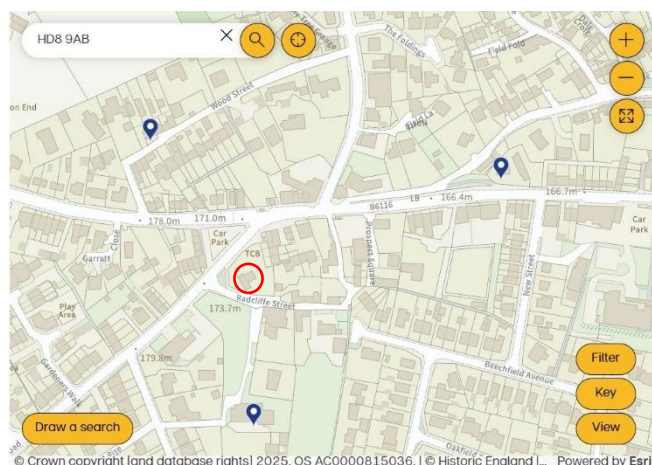 HD8 9AB
The Foldings
Field Fold
on End
Wood Street
Field La
B6116
LB
166.4m
166.7m
178.0m
171.0m
Car
Park
Car
Park
Garrett
Close
TCB
Prospect Square
New Street
Radcliffe Street
173.7m
Play
Area
179.8m
Gardeners Walk
Beechfield Avenue
Filter
Key
View
Draw a search
Rise
Oakfield
© Crown copyright [and database rights] 2025. OS AC0000815036. | © Historic England |... Powered by Esri